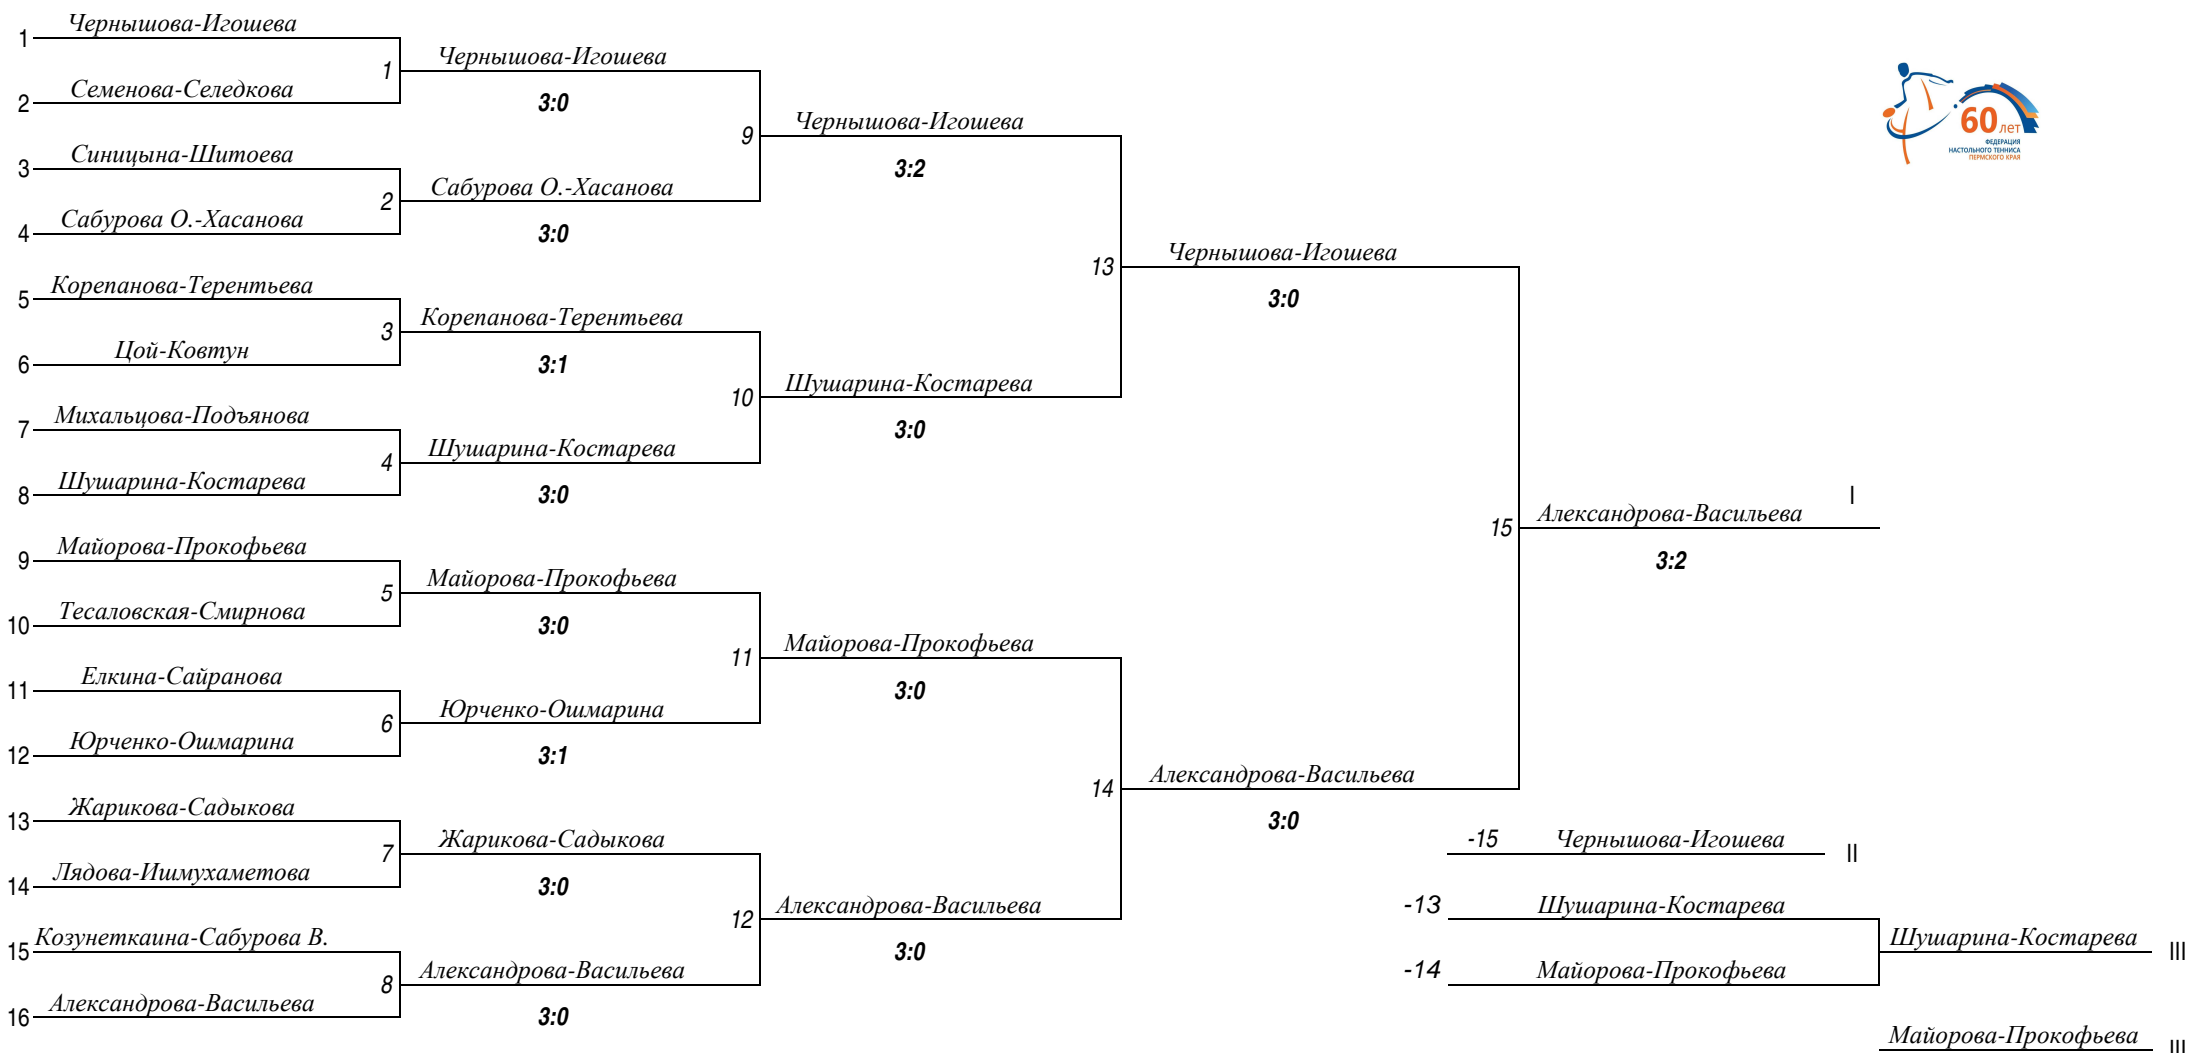 1 Чернышова-Игошева
2 Семенова-Селедкова
3 Синицына-Шитоева
4 Сабурова О.-Хасанова
5 Корепанова-Терентьева
6 Цой-Ковтун
7 Михальцова-Подъянова
8 Шушарина-Костарева
9 Майорова-Прокофьева
10 Тесаловская-Смирнова
11 Елкина-Сайранова
12 Юрченко-Ошмарина
13 Жарикова-Садыкова
14 Лядова-Ишмухаметова
15 Козунеткаина-Сабурова В.
16 Александрова-Васильева
1 Чернышова-Игошева
3:0
2 Сабурова О.-Хасанова
3:0
3 Корепанова-Терентьева
3:1
4 Шушарина-Костарева
3:0
5 Майорова-Прокофьева
3:0
6 Юрченко-Ошмарина
3:1
7 Жарикова-Садыкова
3:0
8 Александрова-Васильева
3:0
9 Чернышова-Игошева
3:2
10 Шушарина-Костарева
3:0
11 Майорова-Прокофьева
3:0
12 Александрова-Васильева
3:0
13 Чернышова-Игошева
3:0
14 Александрова-Васильева
3:0
15 Александрова-Васильева I
3:2
-15 Чернышова-Игошева II
-13 Шушарина-Костарева
-14 Майорова-Прокофьева
Шушарина-Костарева III
Майорова-Прокофьева III
60 лет
ФЕДЕРАЦИЯ
НАСТОЛЬНОГО ТЕННИСА
ПЕРМСКОГО КРАЯ